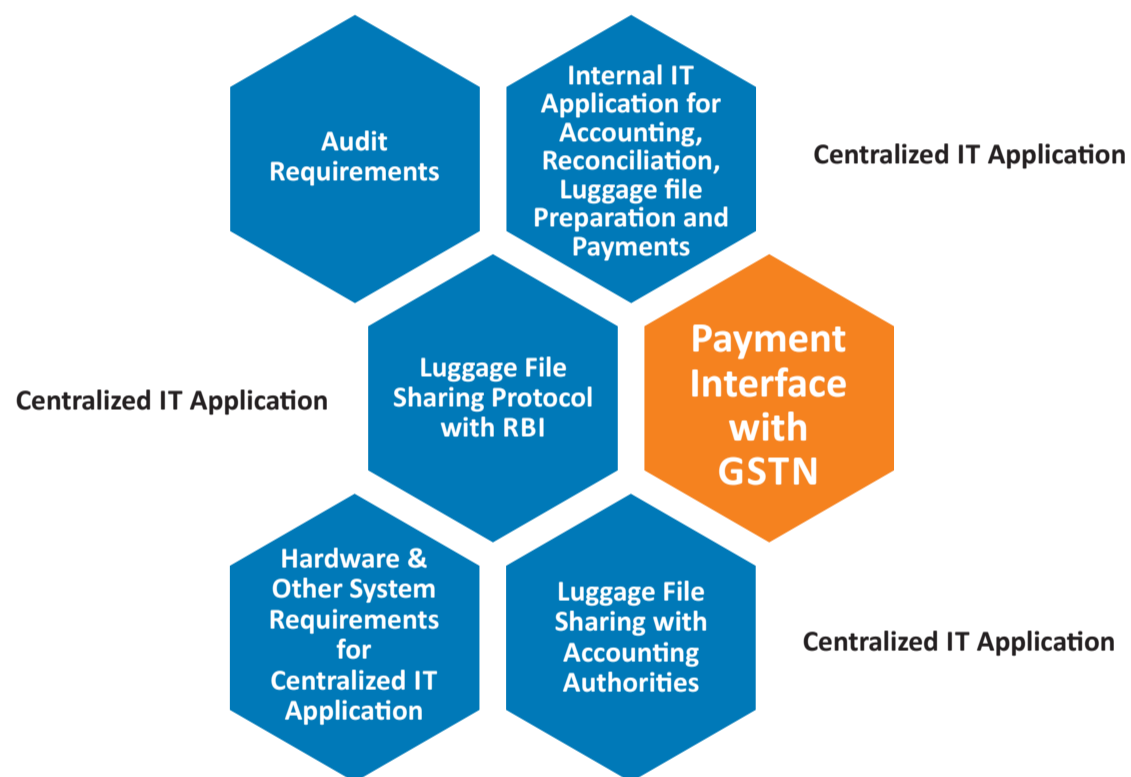 Audit
Requirements
Internal IT
Application for
Accounting,
Reconciliation,
Luggage file
Preparation and
Payments
Centralized IT Application
Centralized IT Application
Luggage File
Sharing Protocol
with RBI
Payment
Interface
with
GSTN
Hardware &
Other System
Requirements
for
Centralized IT
Application
Luggage File
Sharing with
Accounting
Authorities
Centralized IT Application